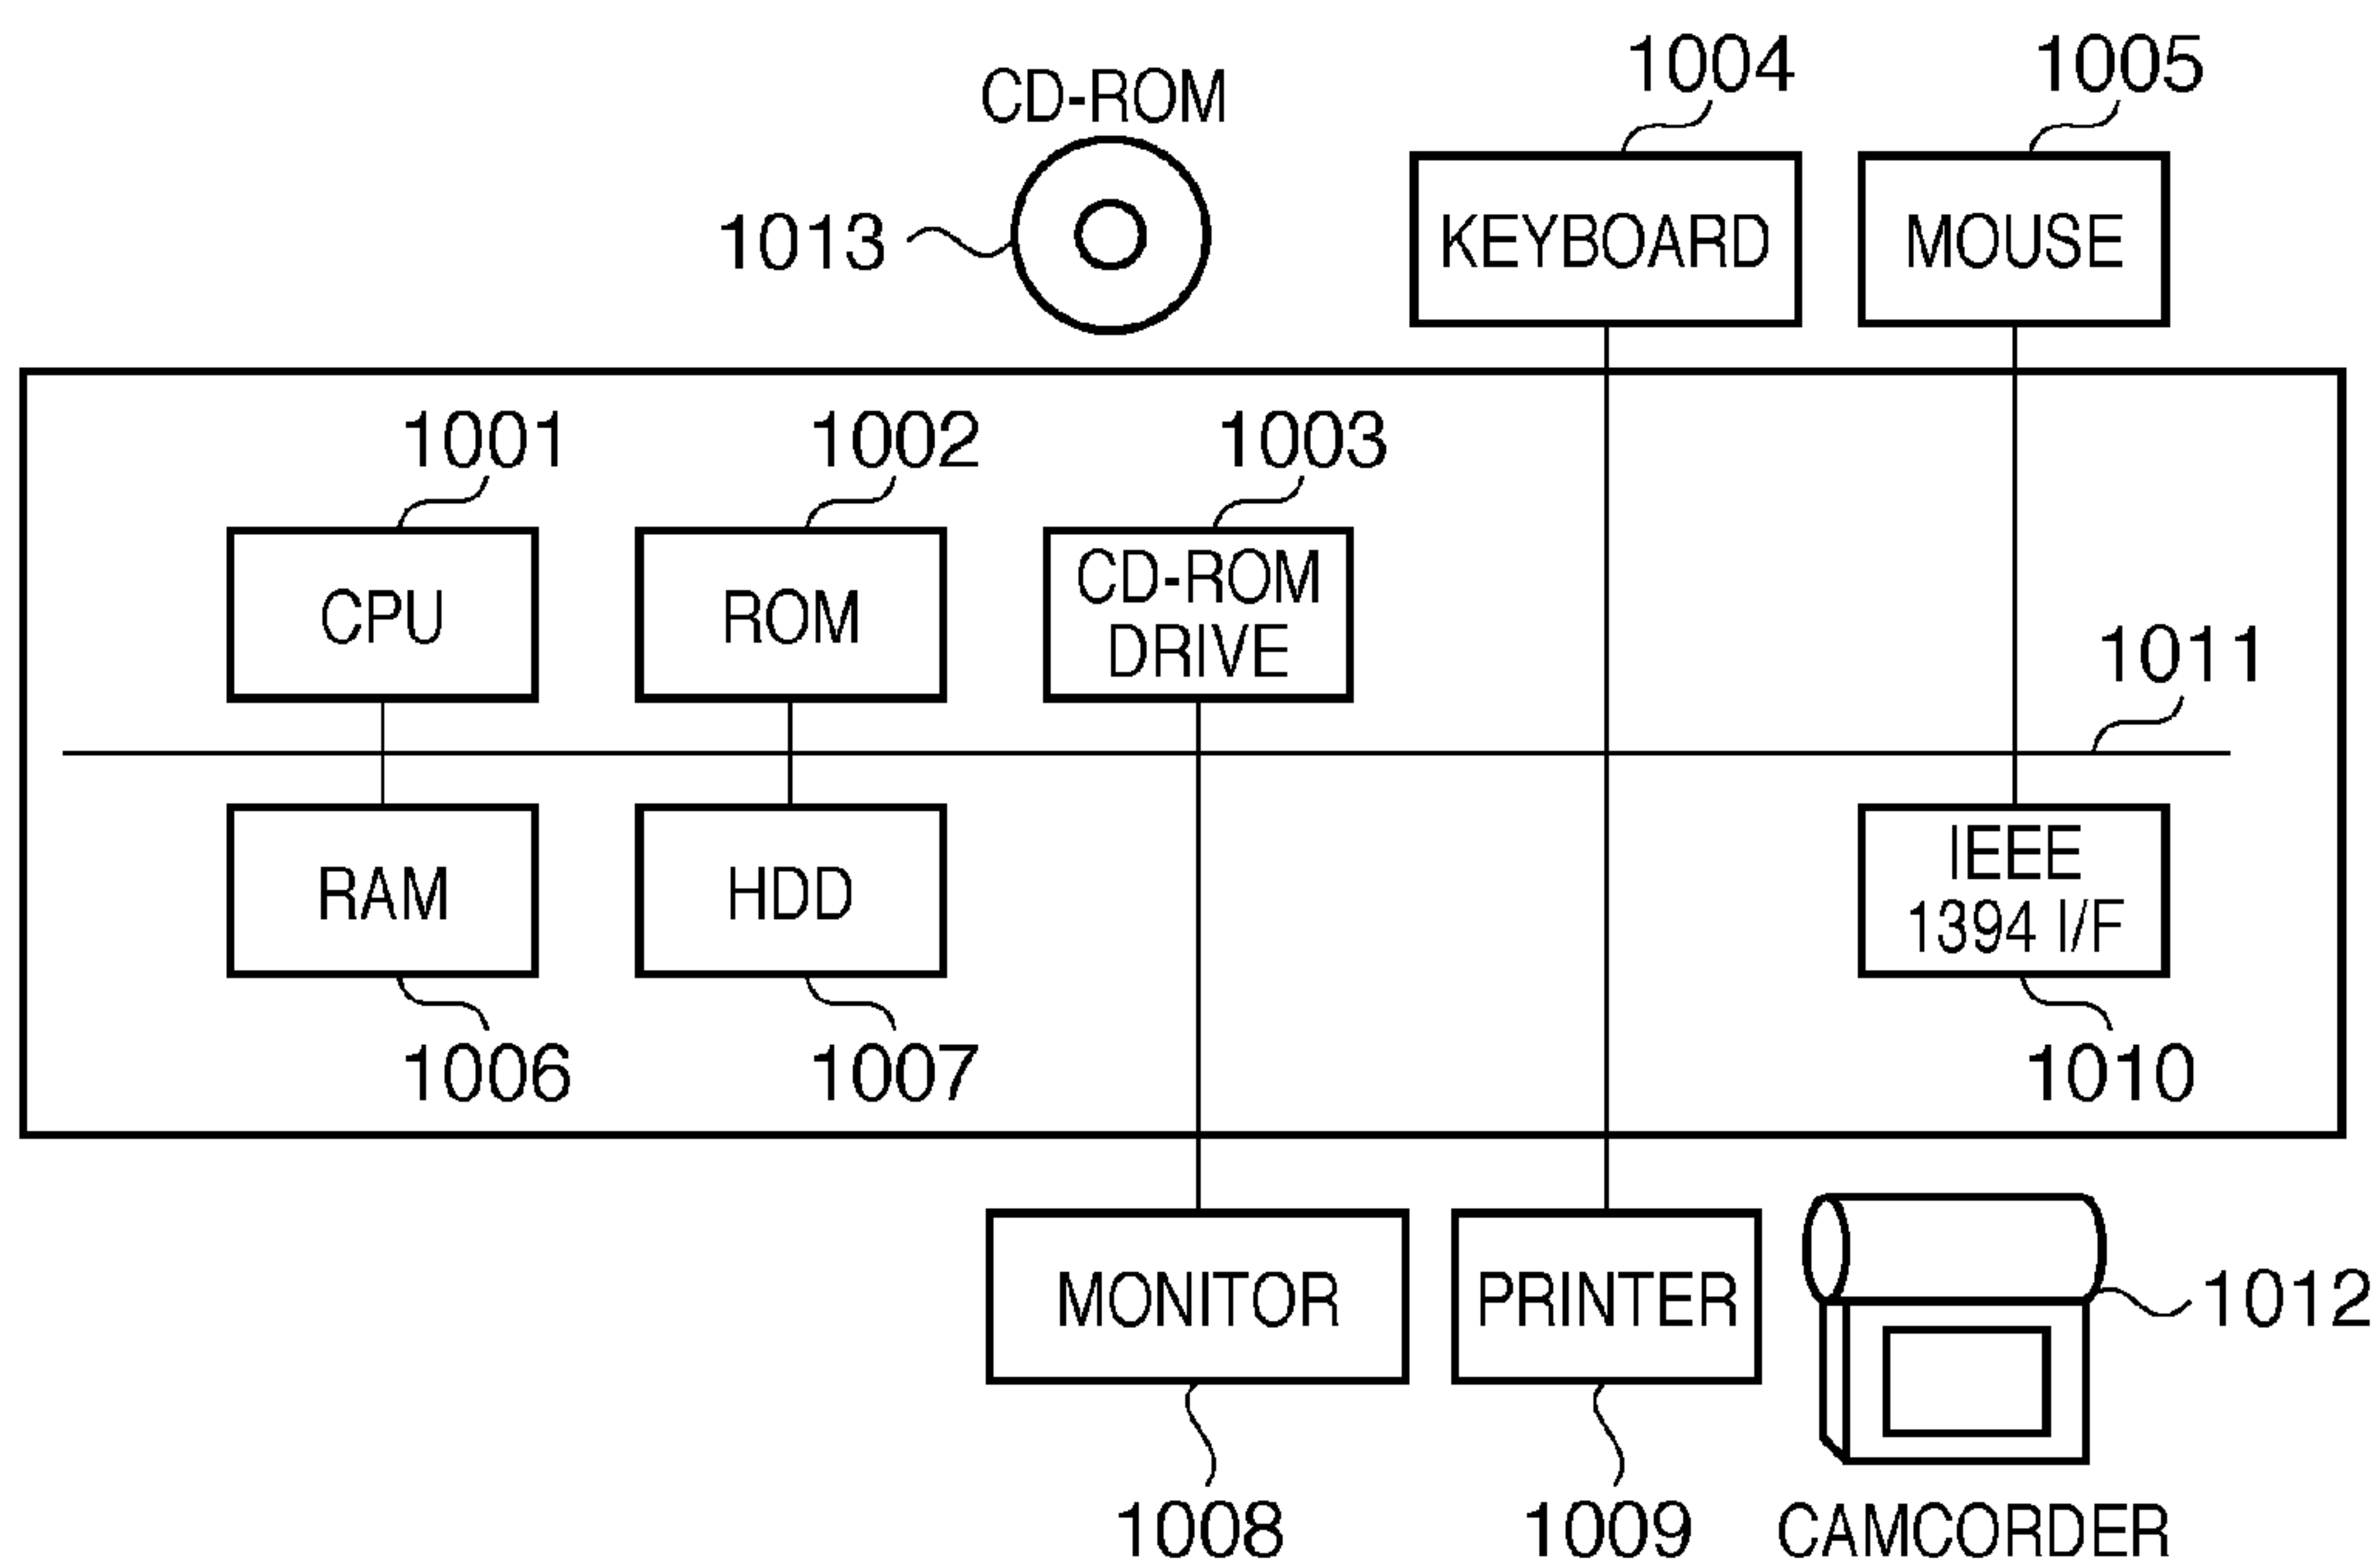 1004
1005
CD-ROM
1013
KEYBOARD
MOUSE
1001
1002
1003
CPU
ROM
CD-ROM
DRIVE
1011
RAM
HDD
IEEE
1394 I/F
1006
1007
1010
MONITOR
PRINTER
1012
1008
1009
CAMCORDER